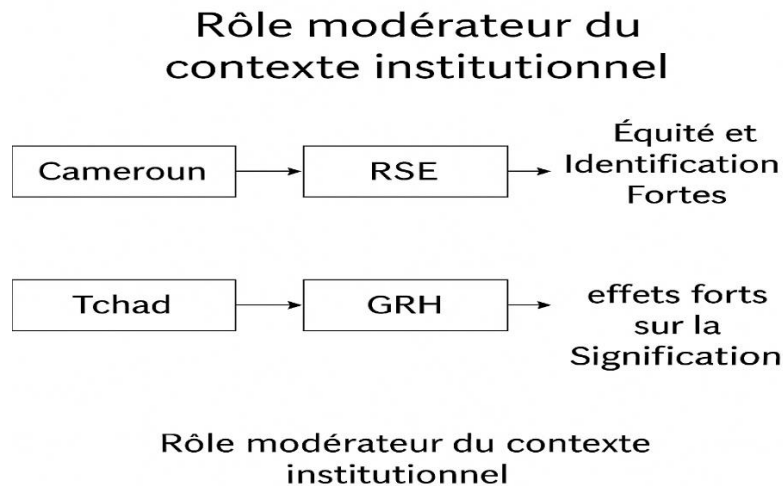 Rôle modérateur du
contexte institutionnel
Cameroun
RSE
Équité et
Identification
Fortes
Tchad
GRH
effets forts
sur la
Signification
Rôle modérateur du contexte
institutionnel